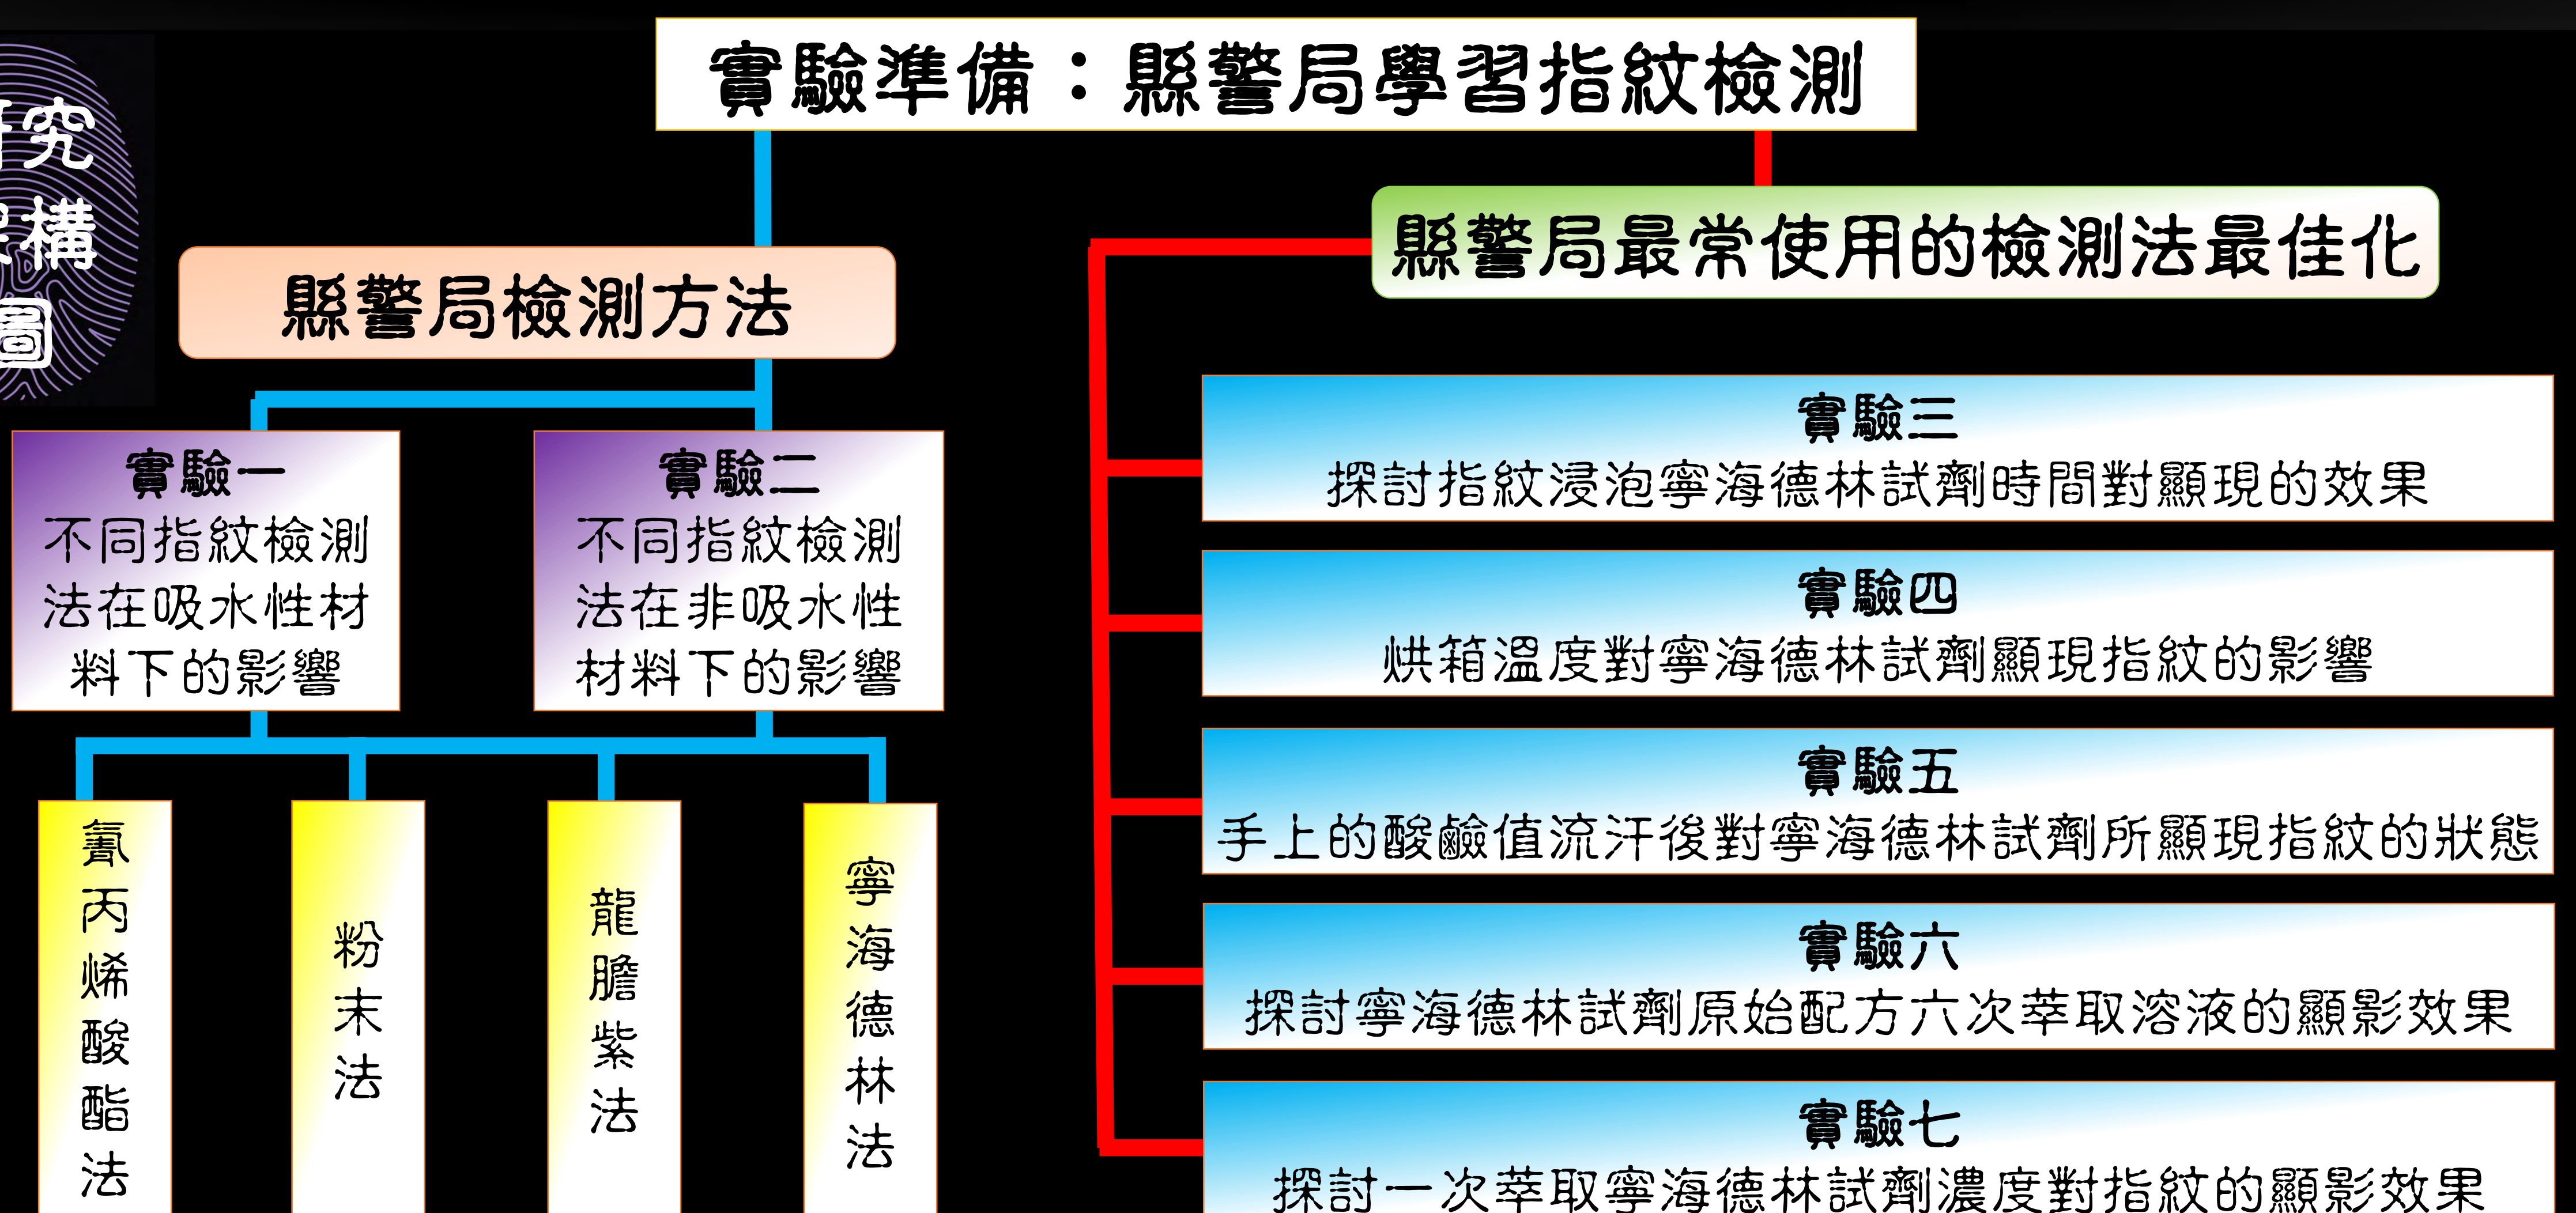 究
構
圖
實驗準備：縣警局學習指紋檢測
縣警局檢測方法
縣警局最常使用的檢測法最佳化
實驗一
不同指紋檢測
法在吸水性材
料下的影響
實驗二
不同指紋檢測
法在非吸水性
材料下的影響
氰丙烯酸酯法
粉末法
龍膽紫法
寧海德林法
實驗三
探討指紋浸泡寧海德林試劑時間對顯現的效果
實驗四
烘箱溫度對寧海德林試劑顯現指紋的影響
實驗五
手上的酸鹼值流汗後對寧海德林試劑所顯現指紋的狀態
實驗六
探討寧海德林試劑原始配方六次萃取溶液的顯影效果
實驗七
探討一次萃取寧海德林試劑濃度對指紋的顯影效果